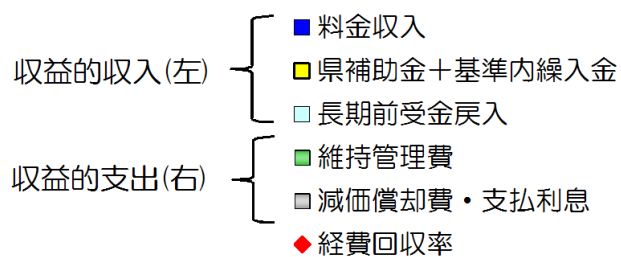 収益的収入(左)
料金収入
県補助金＋基準内繰入金
長期前受金戻入
収益的支出(右)
維持管理費
減価償却費・支払利息
経費回収率